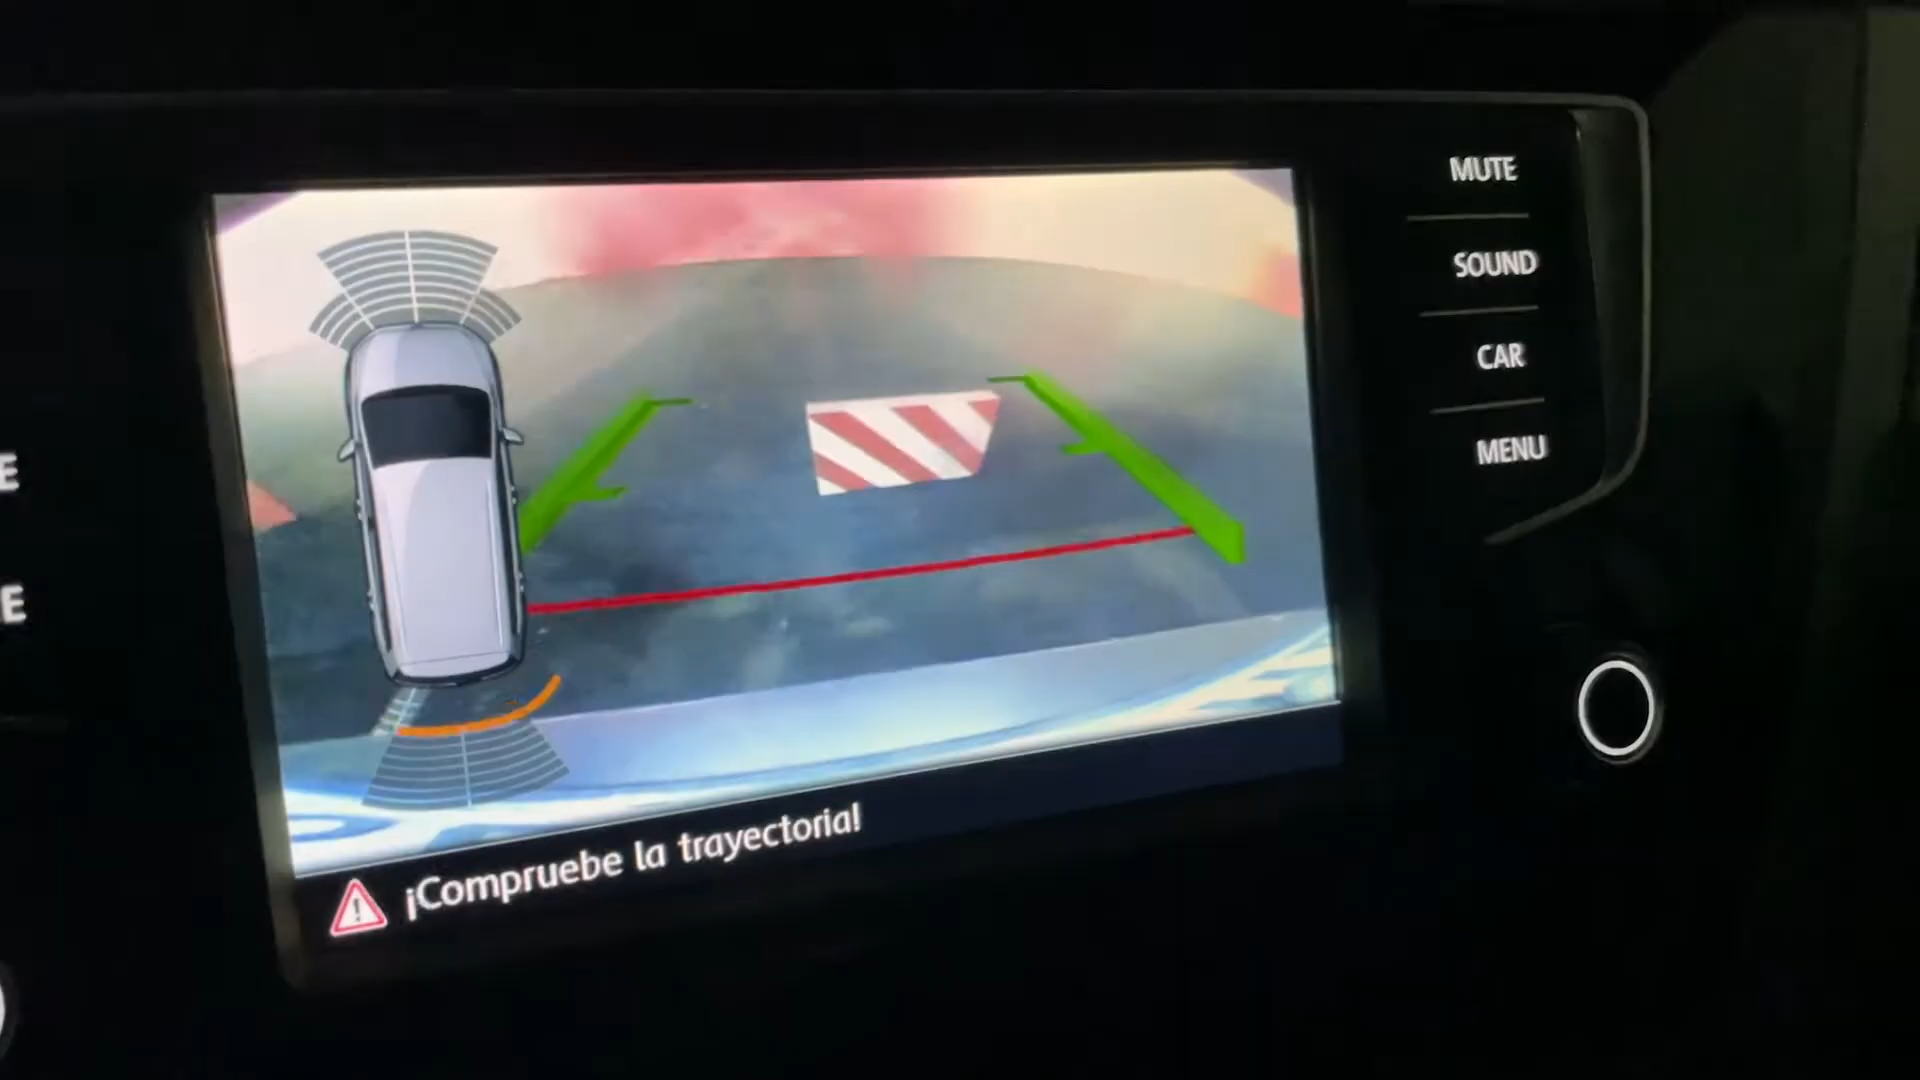 MUTE
SOUND
CAR
MENU
E
E
¡Compruebe la trayectoria!